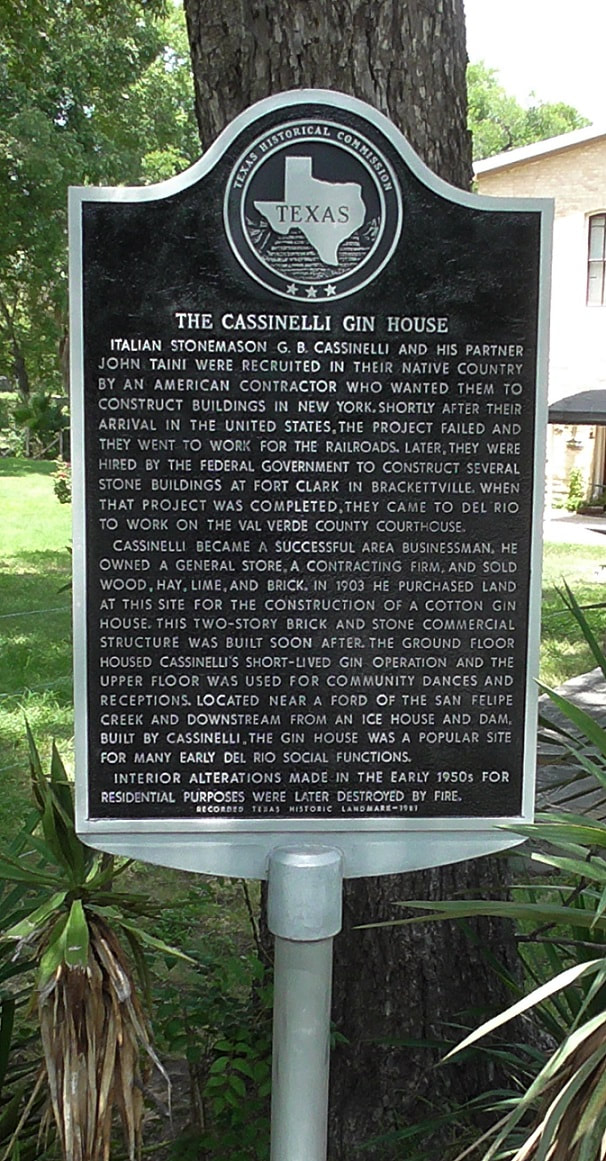 TEXAS HISTORICAL COMMISSION
TEXAS
THE CASSINELLI GIN HOUSE
ITALIAN STONEMASON G. B. CASSINELLI AND HIS PARTNER
JOHN TAINI WERE RECRUITED IN THEIR NATIVE COUNTRY
BY AN AMERICAN CONTRACTOR WHO WANTED THEM TO
CONSTRUCT BUILDINGS IN NEW YORK. SHORTLY AFTER THEIR
ARRIVAL IN THE UNITED STATES, THE PROJECT FAILED AND
THEY WENT TO WORK FOR THE RAILROADS. LATER, THEY WERE
HIRED BY THE FEDERAL GOVERNMENT TO CONSTRUCT SEVERAL
STONE BUILDINGS AT FORT CLARK IN BRACKETTVILLE. WHEN
THAT PROJECT WAS COMPLETED, THEY CAME TO DEL RIO
TO WORK ON THE VAL VERDE COUNTY COURTHOUSE.
CASSINELLI BECAME A SUCCESSFUL AREA BUSINESSMAN. HE
OWNED A GENERAL STORE, A CONTRACTING FIRM, AND SOLD
WOOD, HAY, LIME, AND BRICK. IN 1903 HE PURCHASED LAND
AT THIS SITE FOR THE CONSTRUCTION OF A COTTON GIN
HOUSE. THIS TWO-STORY BRICK AND STONE COMMERCIAL
STRUCTURE WAS BUILT SOON AFTER. THE GROUND FLOOR
HOUSED CASSINELLI'S SHORT-LIVED GIN OPERATION AND THE
UPPER FLOOR WAS USED FOR COMMUNITY DANCES AND
RECEPTIONS. LOCATED NEAR A FORD OF THE SAN FELIPE
CREEK AND DOWNSTREAM FROM AN ICE HOUSE AND DAM,
BUILT BY CASSINELLI, THE GIN HOUSE WAS A POPULAR SITE
FOR MANY EARLY DEL RIO SOCIAL FUNCTIONS.
INTERIOR ALTERATIONS MADE IN THE EARLY 1950s FOR
RESIDENTIAL PURPOSES WERE LATER DESTROYED BY FIRE.
RECORDED TEXAS HISTORIC LANDMARK-1981